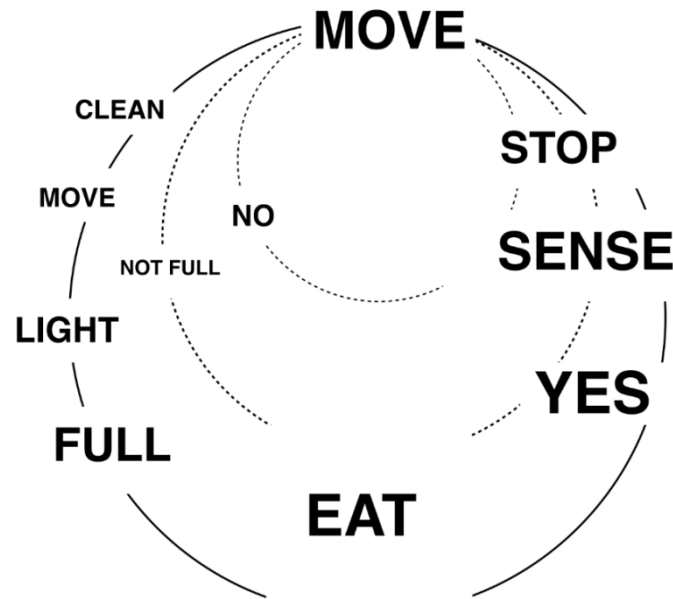 MOVE
CLEAN
STOP
MOVE
NO
SENSE
NOT FULL
LIGHT
YES
FULL
EAT